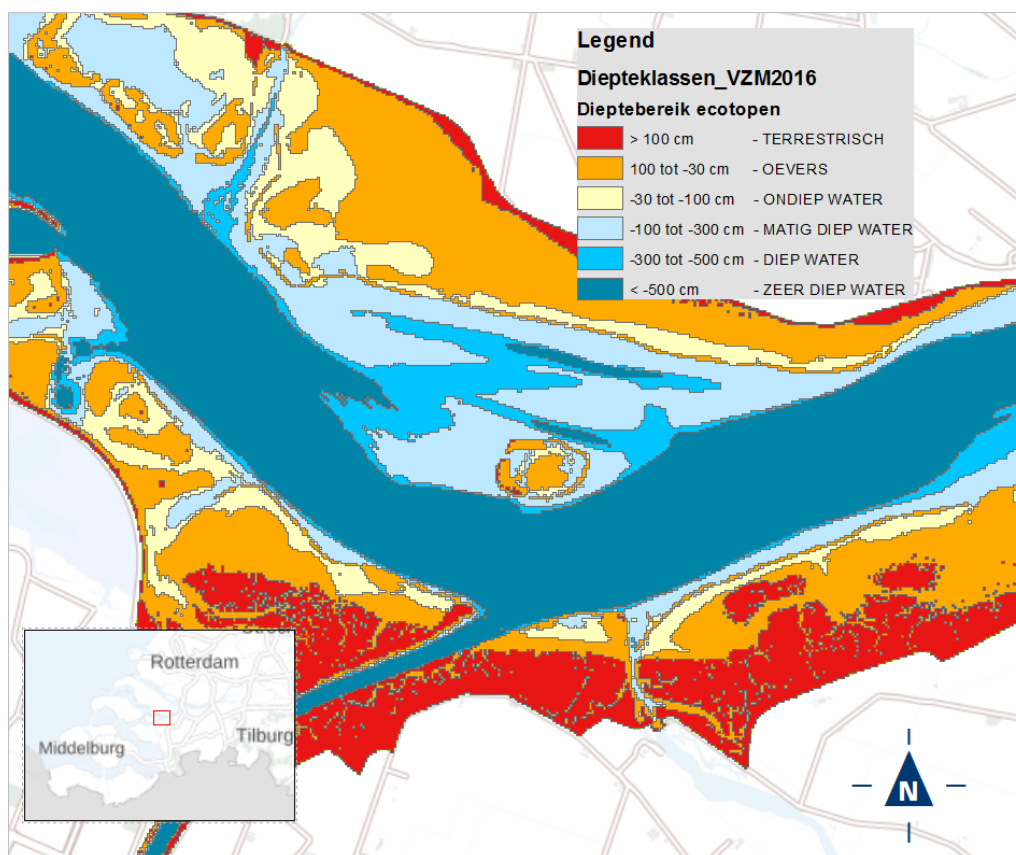 Legend
Diepteklassen_VZM2016
Dieptebereik ecotopen
> 100 cm - TERRESTRISCH
100 tot -30 cm - OEVERS
-30 tot -100 cm - ONDIEP WATER
-100 tot -300 cm - MATIG DIEP WATER
-300 tot -500 cm - DIEP WATER
< -500 cm - ZEER DIEP WATER
Rotterdam
Middelburg
Tilburg
N